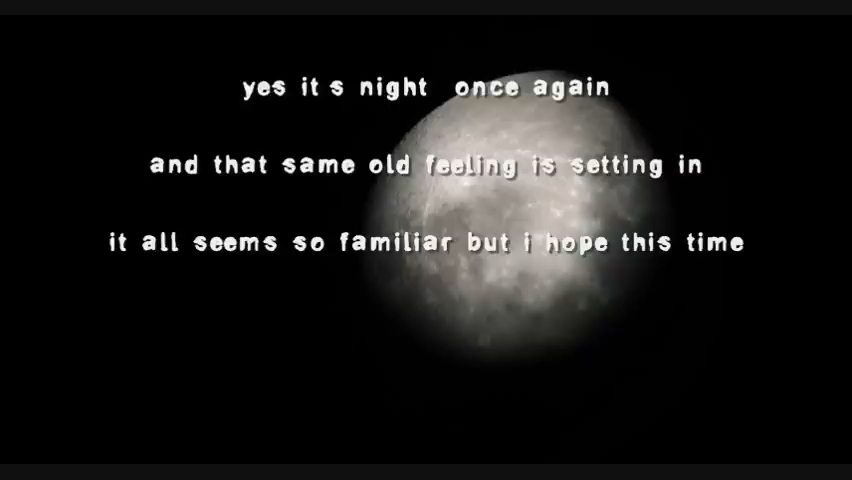 yes it s night once again
and that same old feeling is setting in
it all seems so familiar but i hope this time